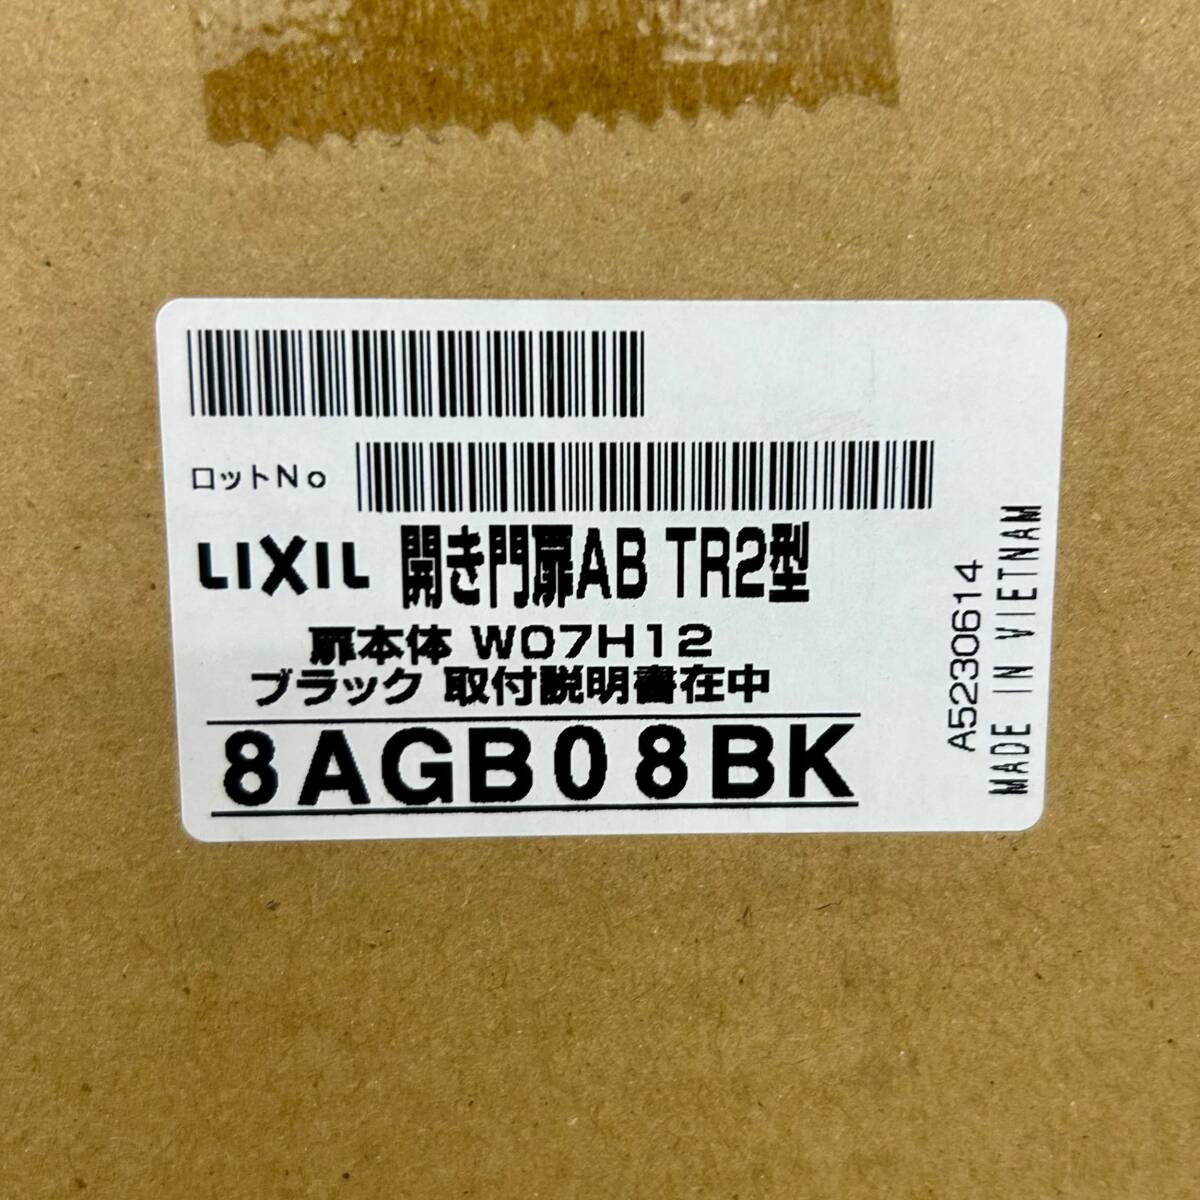 ロットNo
LIXIL 開き門扉AB TR2型
扉本体 W07H12
ブラック 取付説明書在中
8AGB08BK
A5230614
MADE IN VIETNAM